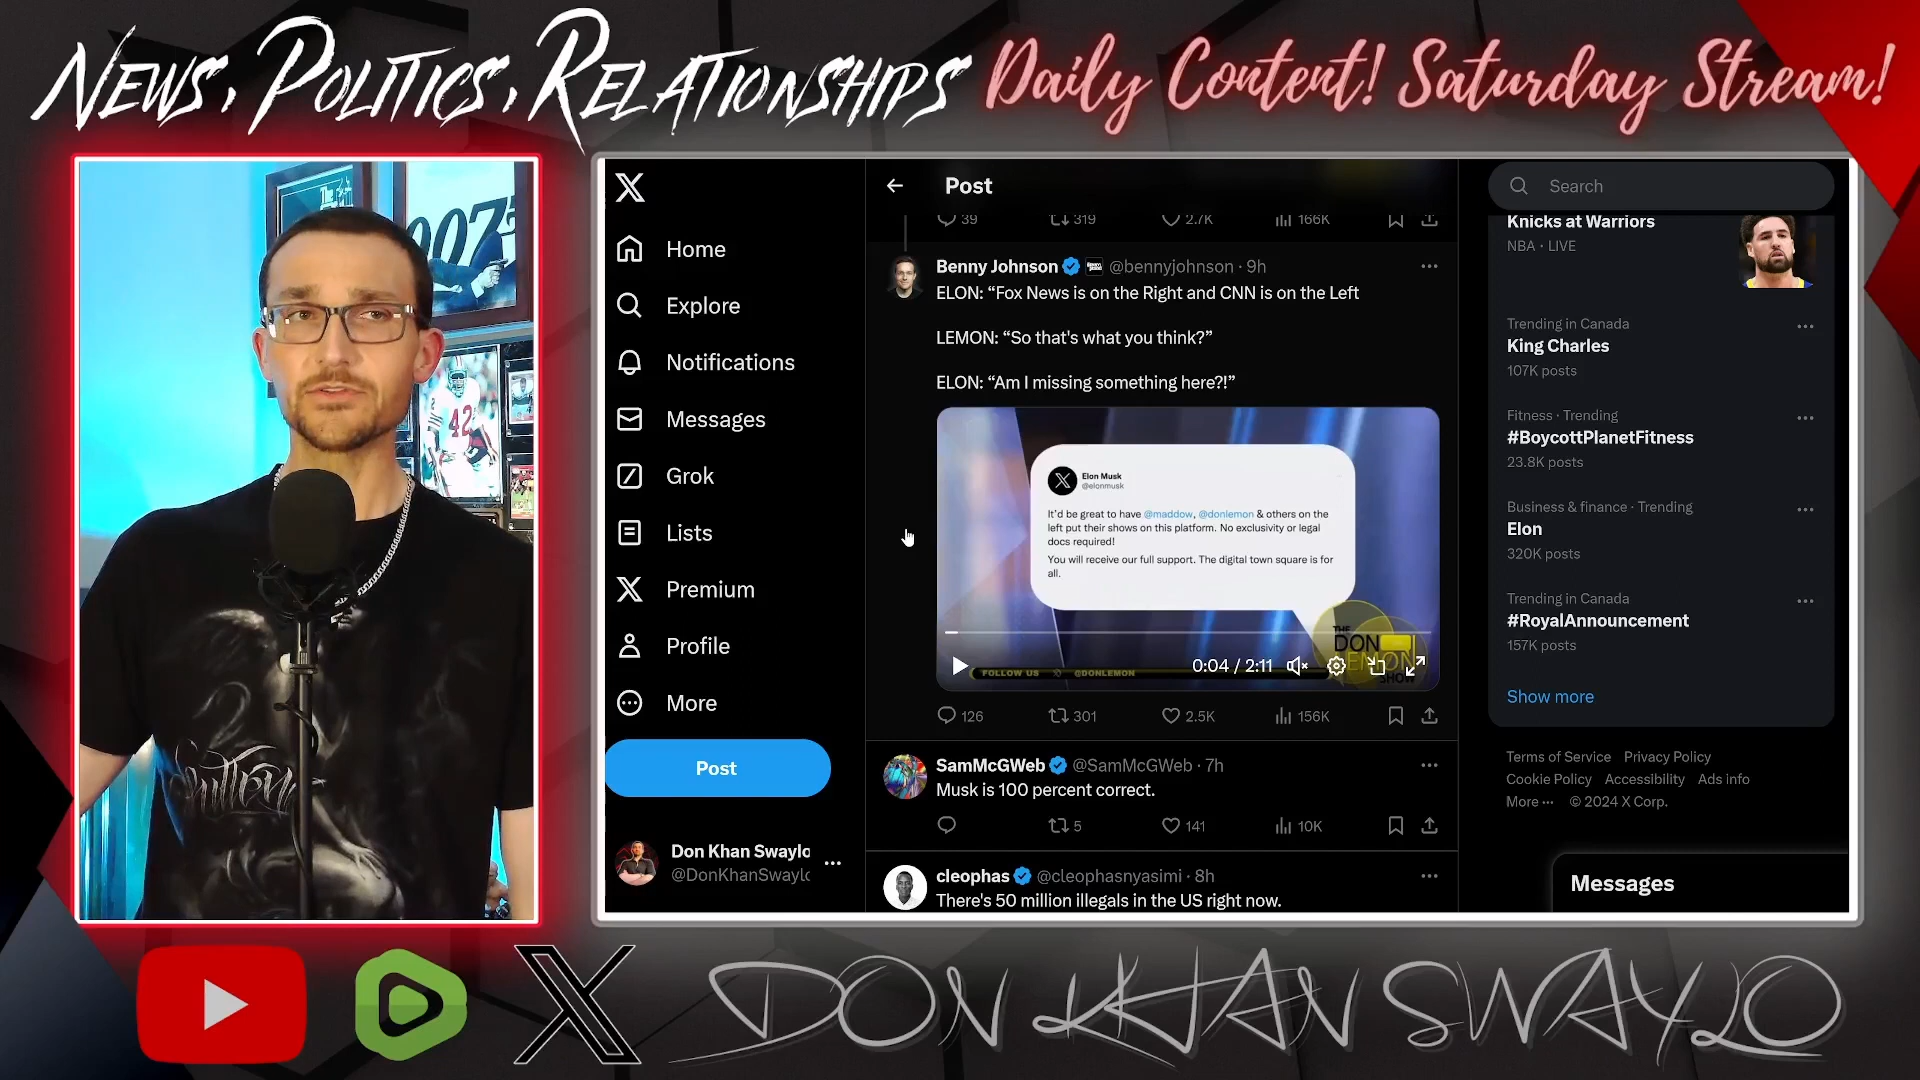 NEWS, POLITICS, RELATIONSHIPS
Daily Content! Saturday Stream!
The
007
42
Home
Explore
Notifications
Messages
Grok
Lists
Premium
Profile
More
Post
Don Khan Swaylo
@DonKhanSwaylo
Post
39 319 2.7K 166K
Benny Johnson @bennyjohnson · 9h
ELON: “Fox News is on the Right and CNN is on the Left
LEMON: “So that's what you think?”
ELON: “Am I missing something here?!”
Elon Musk
@elonmusk
It’d be great to have @maddow, @donlemon & others on the
left put their shows on this platform. No exclusivity or legal
docs required!
You will receive our full support. The digital town square is for
all.
THE
DON
LEMON
SHOW
0:04 / 2:11
FOLLOW US X @DONLEMON
126 301 2.5K 156K
SamMcGWeb @SamMcGWeb · 7h
Musk is 100 percent correct.
5 141 10K
cleophas @cleophasnyasimi · 8h
There's 50 million illegals in the US right now.
Search
Knicks at Warriors
NBA · LIVE
Trending in Canada
King Charles
107K posts
Fitness · Trending
#BoycottPlanetFitness
23.8K posts
Business & finance · Trending
Elon
320K posts
Trending in Canada
#RoyalAnnouncement
157K posts
Show more
Terms of Service Privacy Policy
Cookie Policy Accessibility Ads info
More ··· © 2024 X Corp.
Messages
DON KHAN SWAYLO